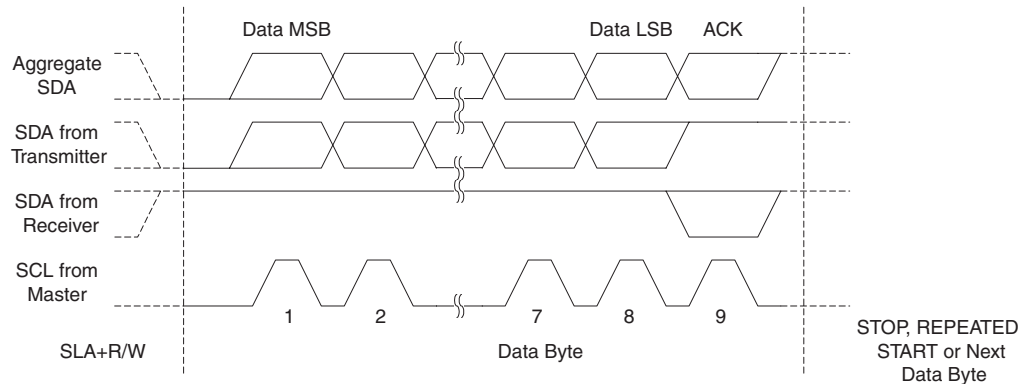 Data MSB
Data LSB
ACK
Aggregate
SDA
SDA from
Transmitter
SDA from
Receiver
SCL from
Master
1
2
7
8
9
SLA+R/W
Data Byte
STOP, REPEATED
START or Next
Data Byte